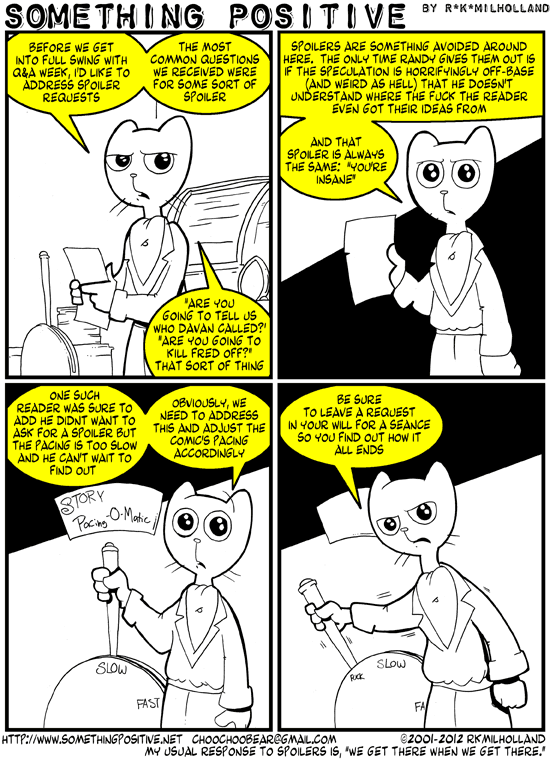 SOMETHING POSITIVE BY R*K*MILHOLLAND
BEFORE WE GET
INTO FULL SWING WITH
Q&A WEEK, I'D LIKE TO
ADDRESS SPOILER
REQUESTS
THE MOST
COMMON QUESTIONS
WE RECEIVED WERE
FOR SOME SORT OF
SPOILER
"ARE YOU
GOING TO TELL US
WHO DAVAN CALLED?"
"ARE YOU GOING TO
KILL FRED OFF?"
THAT SORT OF THING
SPOILERS ARE SOMETHING AVOIDED AROUND
HERE. THE ONLY TIME RANDY GIVES THEM OUT IS
IF THE SPECULATION IS HORRIFYINGLY OFF-BASE
(AND WEIRD AS HELL) THAT HE DOESN'T
UNDERSTAND WHERE THE FUCK THE READER
EVEN GOT THEIR IDEAS FROM
AND THAT
SPOILER IS ALWAYS
THE SAME: "YOU'RE
INSANE"
ONE SUCH
READER WAS SURE TO
ADD HE DIDNT WANT TO
ASK FOR A SPOILER BUT
THE PACING IS TOO SLOW
AND HE CAN'T WAIT TO
FIND OUT
OBVIOUSLY, WE
NEED TO ADDRESS
THIS AND ADJUST THE
COMIC'S PACING
ACCORDINGLY
STORY
Pacing-O-Matic
SLOW
FAST
BE SURE
TO LEAVE A REQUEST
IN YOUR WILL FOR A SEANCE
SO YOU FIND OUT HOW IT
ALL ENDS
SLOW
FA
HTTP://WWW.SOMETHINGPOSITIVE.NET CHOOCHOOBEAR@GMAIL.COM ©2001-2012 RKMILHOLLAND
MY USUAL RESPONSE TO SPOILERS IS, "WE GET THERE WHEN WE GET THERE."